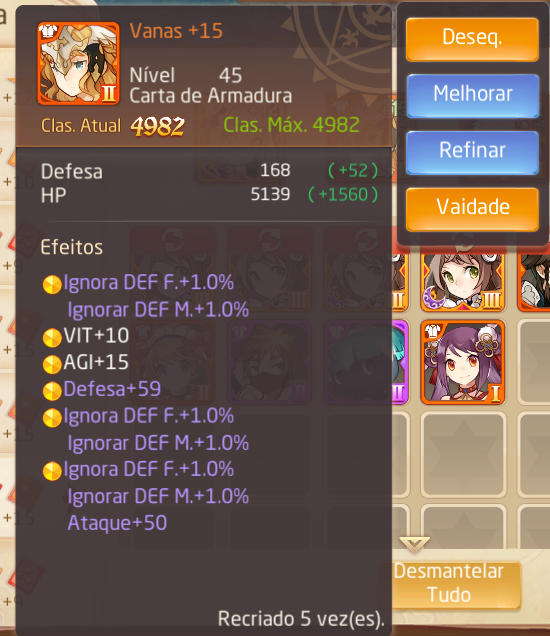 Vanas +15
II
Nível 45
Carta de Armadura
Clas. Atual 4982 Clas. Máx. 4982
Defesa 168 (+52)
HP 5139 (+1560)
Efeitos
Ignora DEF F.+1.0%
Ignorar DEF M.+1.0%
VIT+10
AGI+15
Defesa+59
Ignora DEF F.+1.0%
Ignorar DEF M.+1.0%
Ignora DEF F.+1.0%
Ignorar DEF M.+1.0%
Ataque+50
Recriado 5 vez(es).
Deseq.
Melhorar
Refinar
Vaidade
III
I
Desmantelar
Tudo